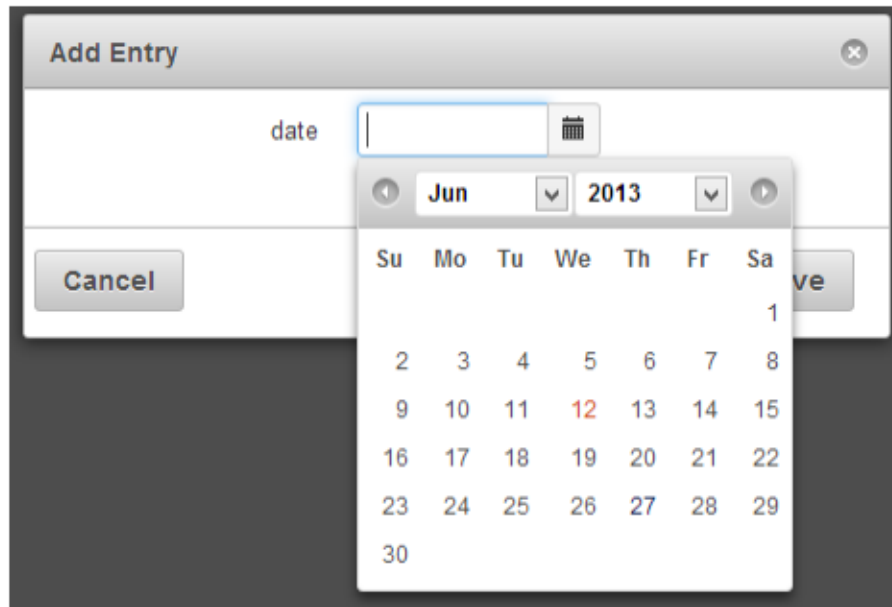 Add Entry
date
Jun 2013
Su Mo Tu We Th Fr Sa
1
2 3 4 5 6 7 8
9 10 11 12 13 14 15
16 17 18 19 20 21 22
23 24 25 26 27 28 29
30
Cancel
ve